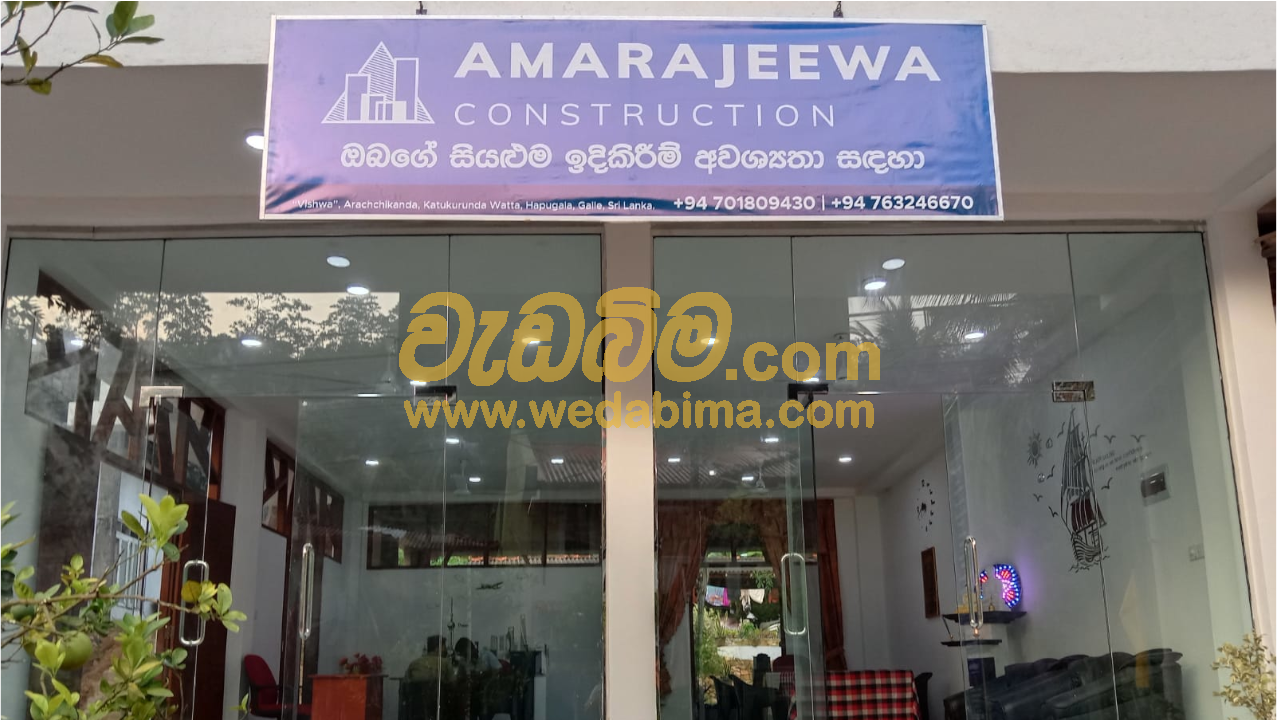 AMARAJEEWA
CONSTRUCTION
ඔබගේ සියළුම ඉදිකිරීම් අවශ්‍යතා සඳහා
"Vishwa", Arachchikanda, Katukurunda Watta, Hapugala, Galle, Sri Lanka. +94 701809430 | +94 763246670
වැඩබිම.com
www.wedabima.com